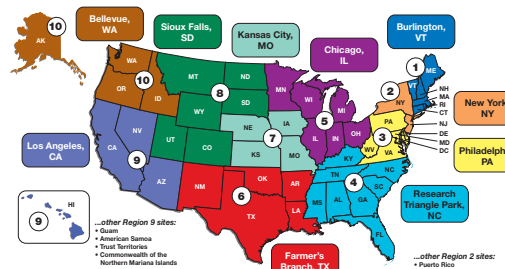 10
Bellevue,
WA
Sioux Falls,
SD
Kansas City,
MO
Chicago,
IL
Burlington,
VT
AK
WA
OR
ID
10
MT
ND
SD
WY
8
UT
CO
MN
WI
MI
5
IL
IN
OH
NE
IA
7
KS
MO
2
NY
1
VT
ME
NH
MA
RI
CT
New York
NY
PA
3
WV
VA
NJ
DE
MD
DC
Philadelph
PA
Los Angeles,
CA
NV
CA
9
AZ
NM
OK
AR
6
TX
LA
KY
TN
4
NC
SC
MS
AL
GA
FL
Research
Triangle Park,
NC
HI
9
...other Region 9 sites:
• Guam
• American Samoa
• Trust Territories
• Commonwealth of the
Northern Mariana Islands
Farmer's
Branch, TX
...other Region 2 sites:
• Puerto Rico